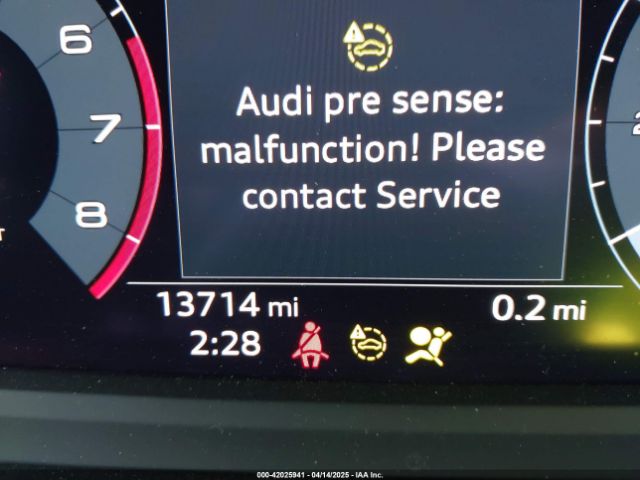 6
7
8
Audi pre sense:
malfunction! Please
contact Service
13714 mi
0.2 mi
2:28
000-42025941 - 04/14/2025 - IAA Inc.